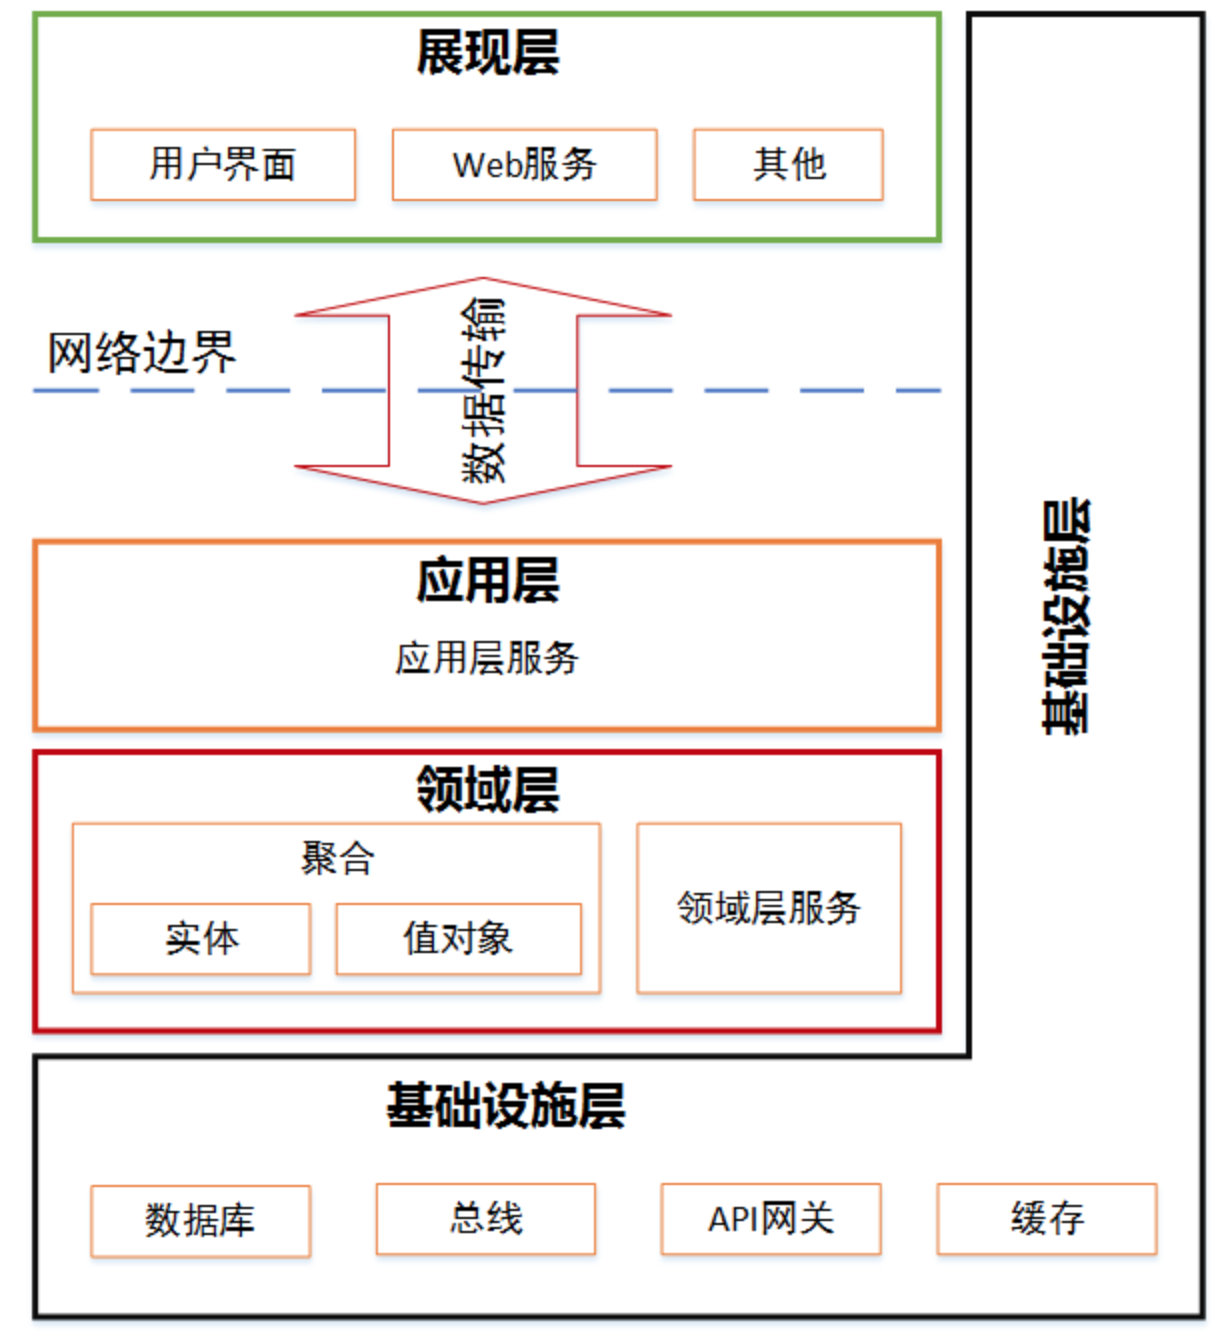 展现层
用户界面
Web服务
其他
网络边界
数据传输
应用层
应用层服务
领域层
聚合
实体
值对象
领域层服务
基础设施层
基础设施层
数据库
总线
API网关
缓存